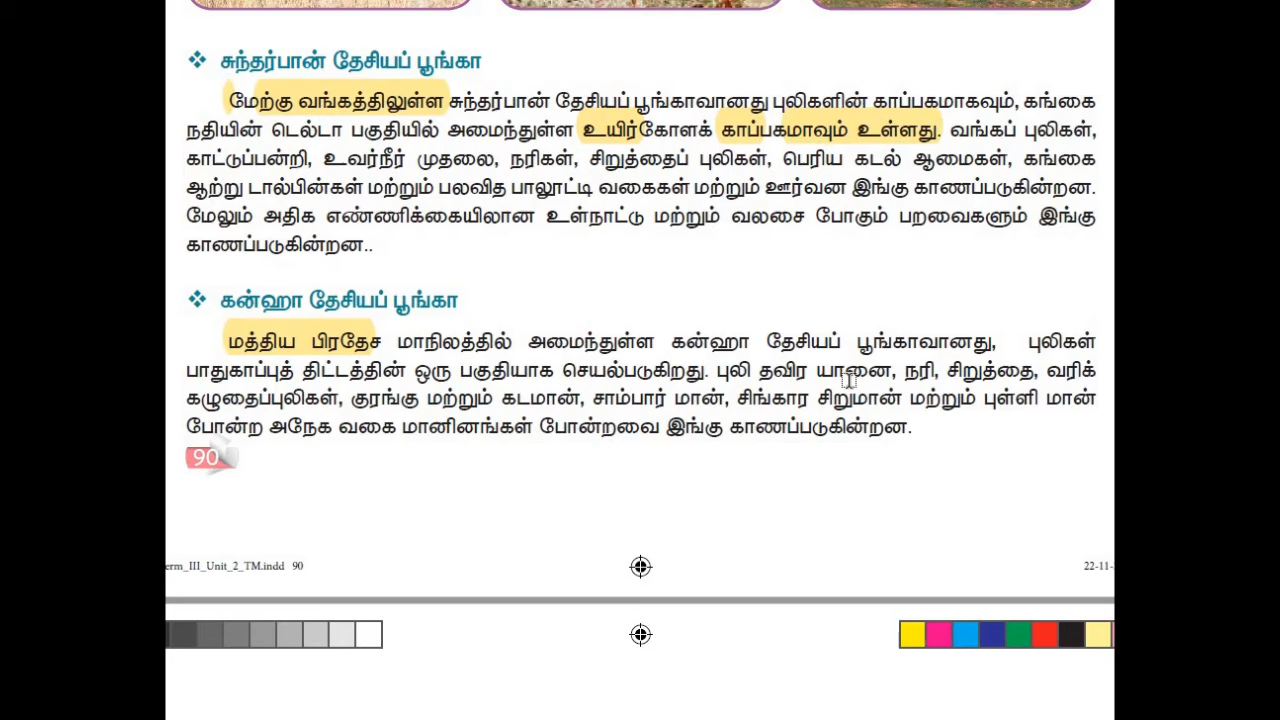 ❖ சுந்தர்பான் தேசியப் பூங்கா
மேற்கு வங்கத்திலுள்ள சுந்தர்பான் தேசியப் பூங்காவானது புலிகளின் காப்பகமாகவும், கங்கை
நதியின் டெல்டா பகுதியில் அமைந்துள்ள உயிர்கோளக் காப்பகமாவும் உள்ளது. வங்கப் புலிகள்,
காட்டுப்பன்றி, உவர்நீர் முதலை, நரிகள், சிறுத்தைப் புலிகள், பெரிய கடல் ஆமைகள், கங்கை
ஆற்று டால்பின்கள் மற்றும் பலவித பாலூட்டி வகைகள் மற்றும் ஊர்வன இங்கு காணப்படுகின்றன.
மேலும் அதிக எண்ணிக்கையிலான உள்நாட்டு மற்றும் வலசை போகும் பறவைகளும் இங்கு
காணப்படுகின்றன..
❖ கன்ஹா தேசியப் பூங்கா
மத்திய பிரதேச மாநிலத்தில் அமைந்துள்ள கன்ஹா தேசியப் பூங்காவானது, புலிகள்
பாதுகாப்புத் திட்டத்தின் ஒரு பகுதியாக செயல்படுகிறது. புலி தவிர யானை, நரி, சிறுத்தை, வரிக்
கழுதைப்புலிகள், குரங்கு மற்றும் கடமான், சாம்பார் மான், சிங்கார சிறுமான் மற்றும் புள்ளி மான்
போன்ற அநேக வகை மானினங்கள் போன்றவை இங்கு காணப்படுகின்றன.
90
erm_III_Unit_2_TM.indd 90
22-11-